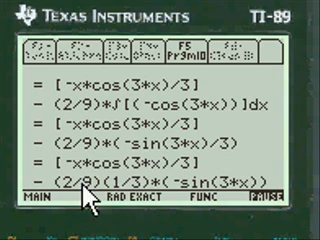 TEXAS INSTRUMENTS TI-89
F5
PrgmIO
= [-x*cos(3*x)/3]
- (2/9)*∫[(-cos(3*x))]dx
= [-x*cos(3*x)/3]
- (2/9)*(-sin(3*x)/3)
= [-x*cos(3*x)/3]
- (2/9)(1/3)*(-sin(3*x))
MAIN RAD EXACT FUNC PAUSE